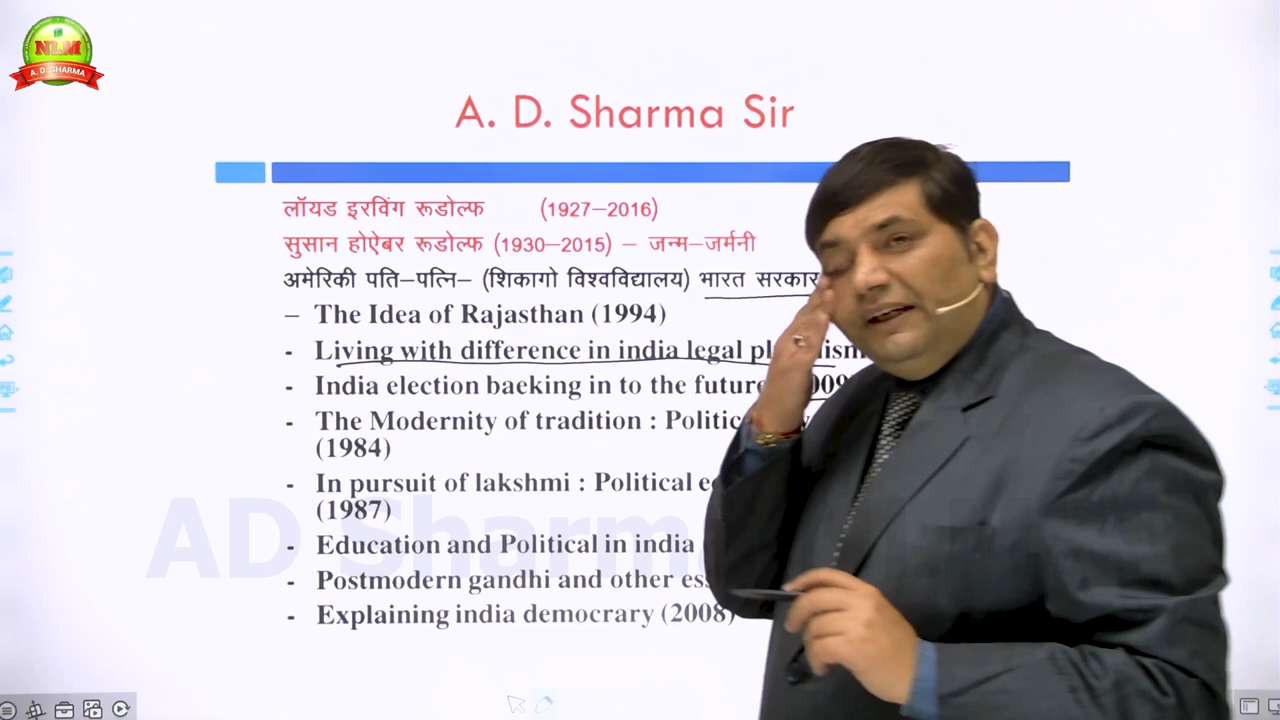 NLM
A. D. SHARMA
A. D. Sharma Sir
लॉयड इरविंग रूडोल्फ (1927–2016)
सुसान होऐबर रूडोल्फ (1930–2015) – जन्म–जर्मनी
अमेरिकी पति–पत्नि– (शिकागो विश्वविद्यालय) भारत सरकार
– The Idea of Rajasthan (1994)
- Living with difference in india legal
- India election baeking in to the future
- The Modernity of tradition :
(1984)
- In pursuit of lakshmi : Political
(1987)
- Education and Political in india
- Postmodern gandhi and other
- Explaining india democrary (2008)
AD Sharma